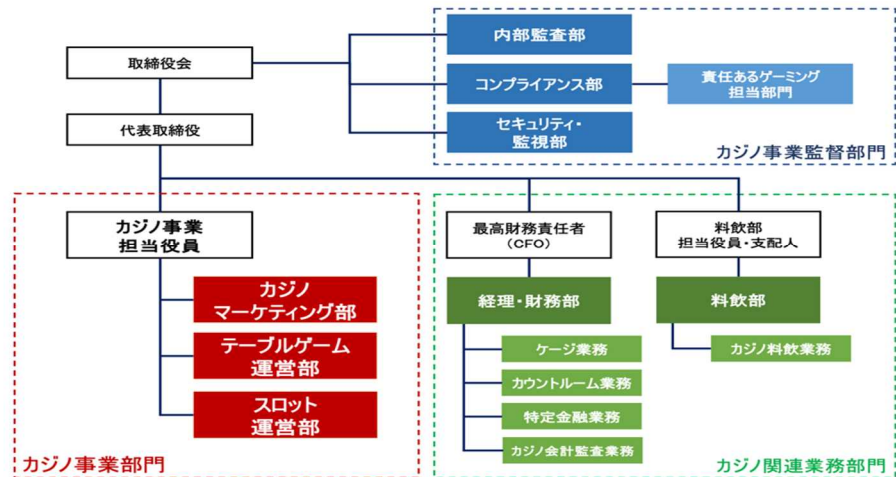 取締役会
代表取締役
内部監査部
コンプライアンス部
責任あるゲーミング
担当部門
セキュリティ・
監視部
カジノ事業監督部門
カジノ事業
担当役員
カジノ
マーケティング部
テーブルゲーム
運営部
スロット
運営部
カジノ事業部門
最高財務責任者
(CFO)
経理・財務部
ケージ業務
カウントルーム業務
特定金融業務
カジノ会計監査業務
料飲部
担当役員・支配人
料飲部
カジノ料飲業務
カジノ関連業務部門